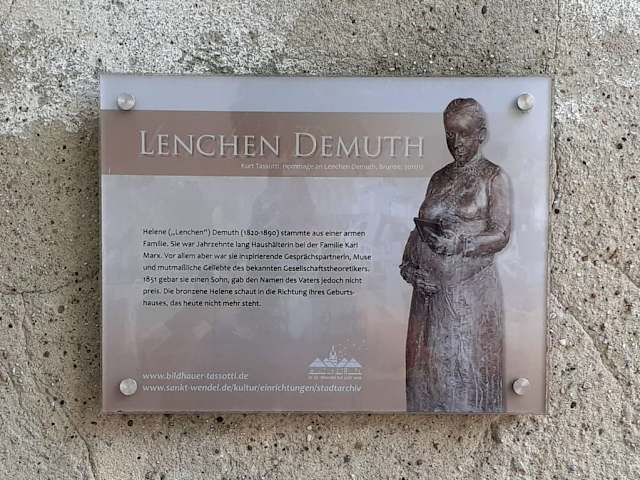 LENCHEN DEMUTH
Kurt Tassotti, Hommage an Lenchen Demuth, Bronze,
Helene („Lenchen") Demuth (1820-1890) stammte aus einer armen
Familie. Sie war Jahrzehnte lang Haushälterin bei der Familie Karl
Marx. Vor allem aber war sie inspirierende Gesprächspartnerin, Muse
und mutmaßliche Geliebte des bekannten Gesellschaftstheoretikers.
1851 gebar sie einen Sohn, gab den Namen des Vaters jedoch nicht
preis. Die bronzene Helene schaut in die Richtung ihres Geburts-
hauses, das heute nicht mehr steht.
www.bildhauer-tassotti.de
www.sankt-wendel.de/kultur/einrichtungen/stadtarchiv